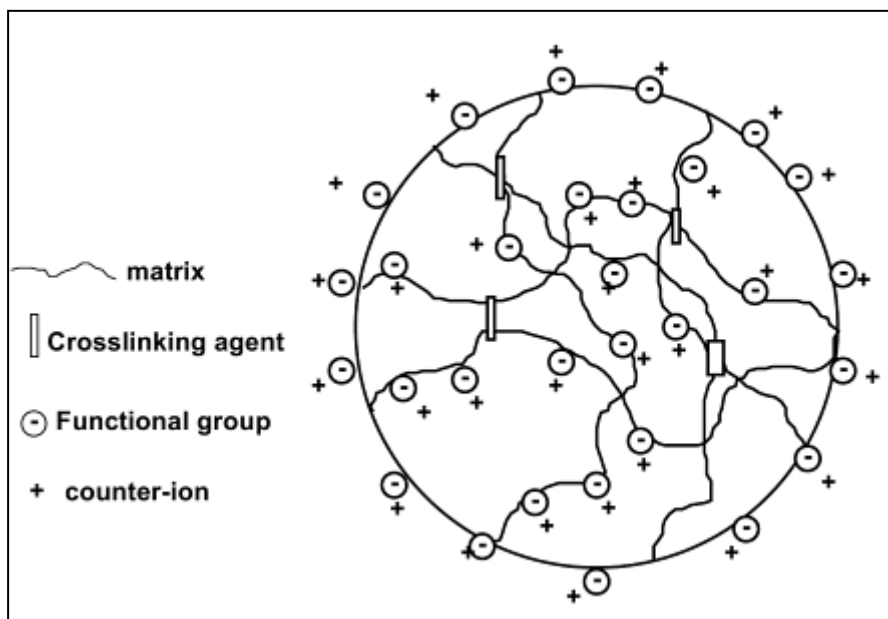 matrix
Crosslinking agent
Functional group
counter-ion